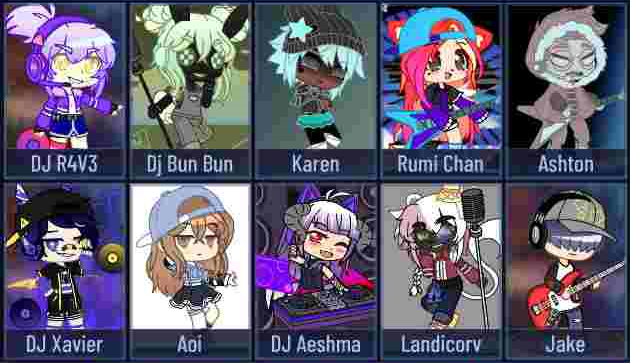 DJ R4V3
Dj Bun Bun
Karen
Rumi Chan
Ashton
DJ Xavier
Aoi
DJ Aeshma
Landicorv
Jake